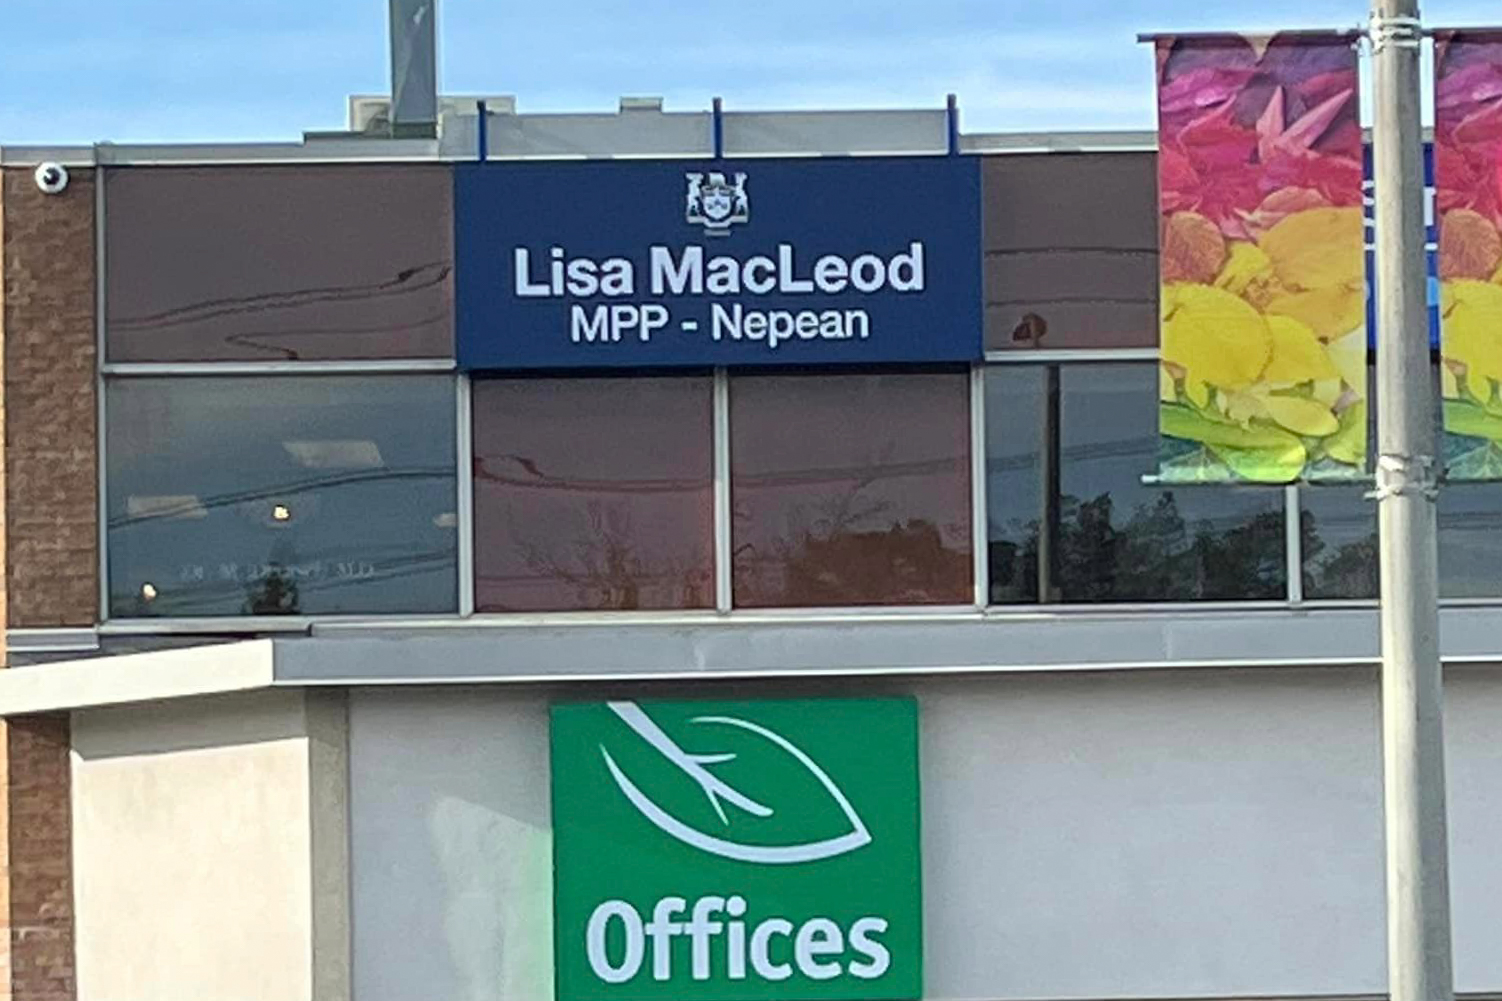 Lisa MacLeod
MPP - Nepean
Offices